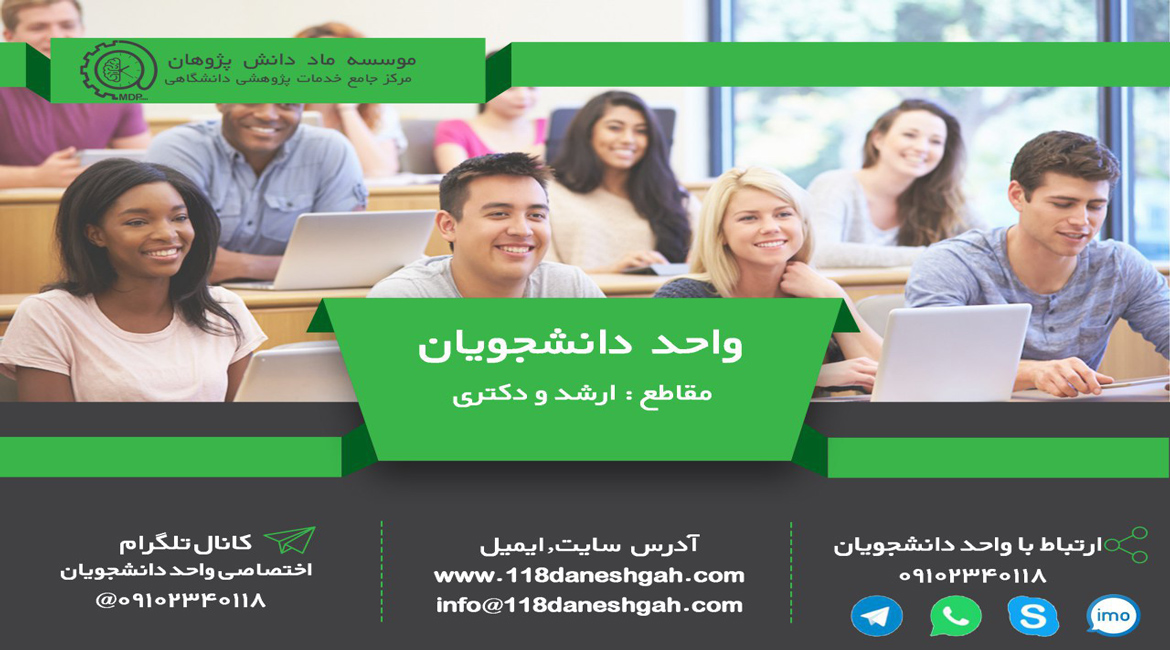 موسسه ماد دانش پژوهان
مرکز جامع خدمات پژوهشی دانشگاهی
MDP
واحد دانشجویان
مقاطع : ارشد و دکتری
ارتباط با واحد دانشجویان
۰۹۱۰۲۳۴۰۱۱۸
imo
S
آدرس سایت,ایمیل
www.118daneshgah.com
info@118daneshgah.com
کانال تلگرام
اختصاصی واحد دانشجویان
@۰۹۱۰۲۳۴۰۱۱۸